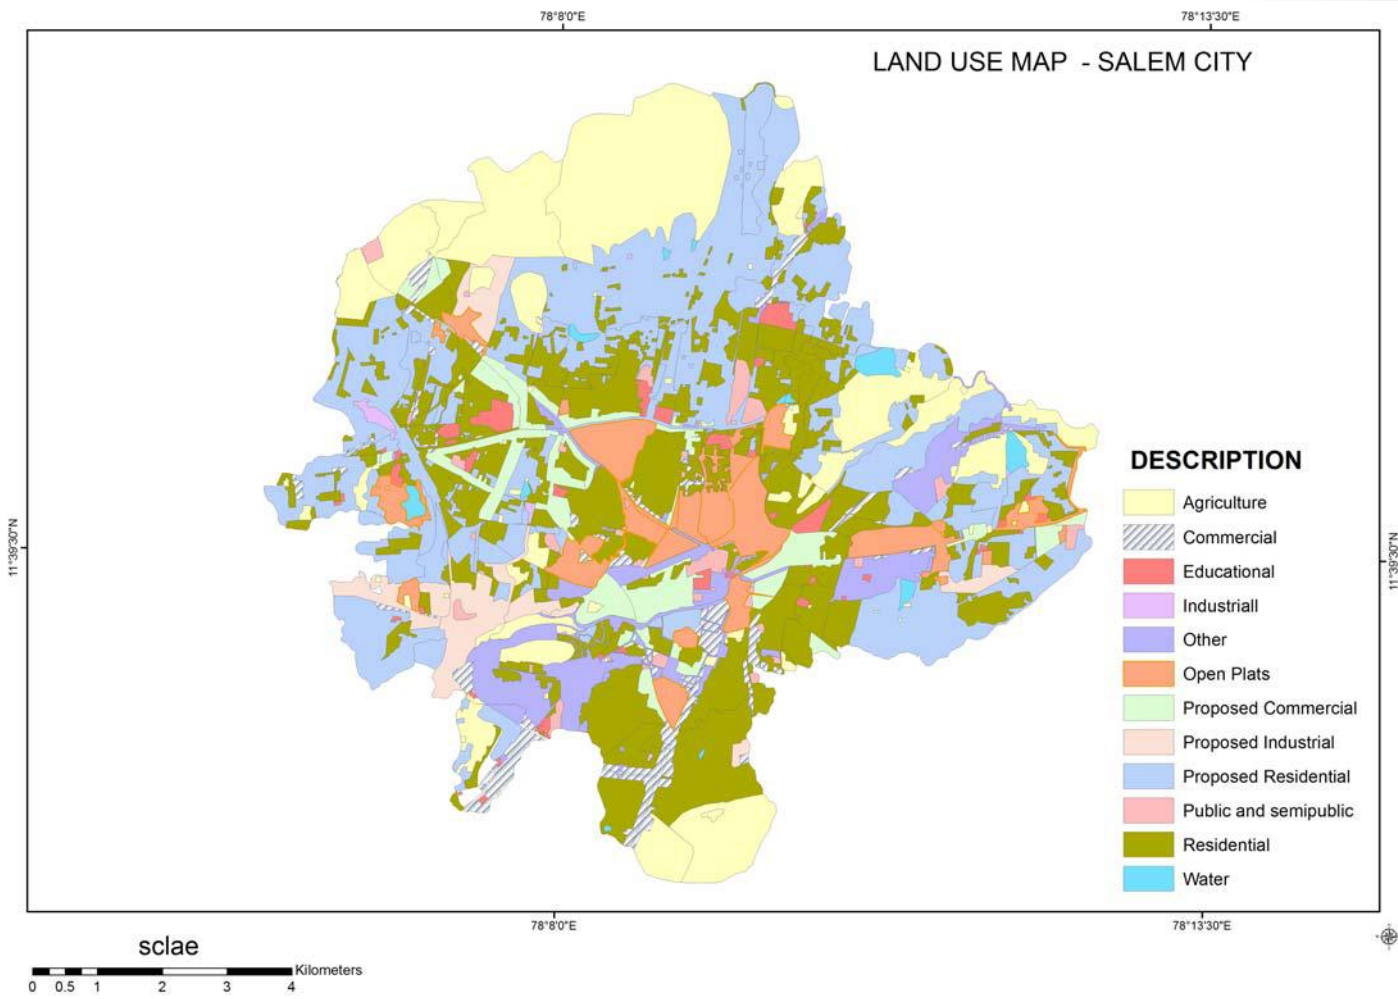 78°8'0"E
78°13'30"E
LAND USE MAP - SALEM CITY
DESCRIPTION
Agriculture
Commercial
Educational
Industriall
Other
Open Plats
Proposed Commercial
Proposed Industrial
Proposed Residential
Public and semipublic
Residential
Water
11°39'30"N
11°39'30"N
78°8'0"E
78°13'30"E
sclae
Kilometers
0 0.5 1 2 3 4